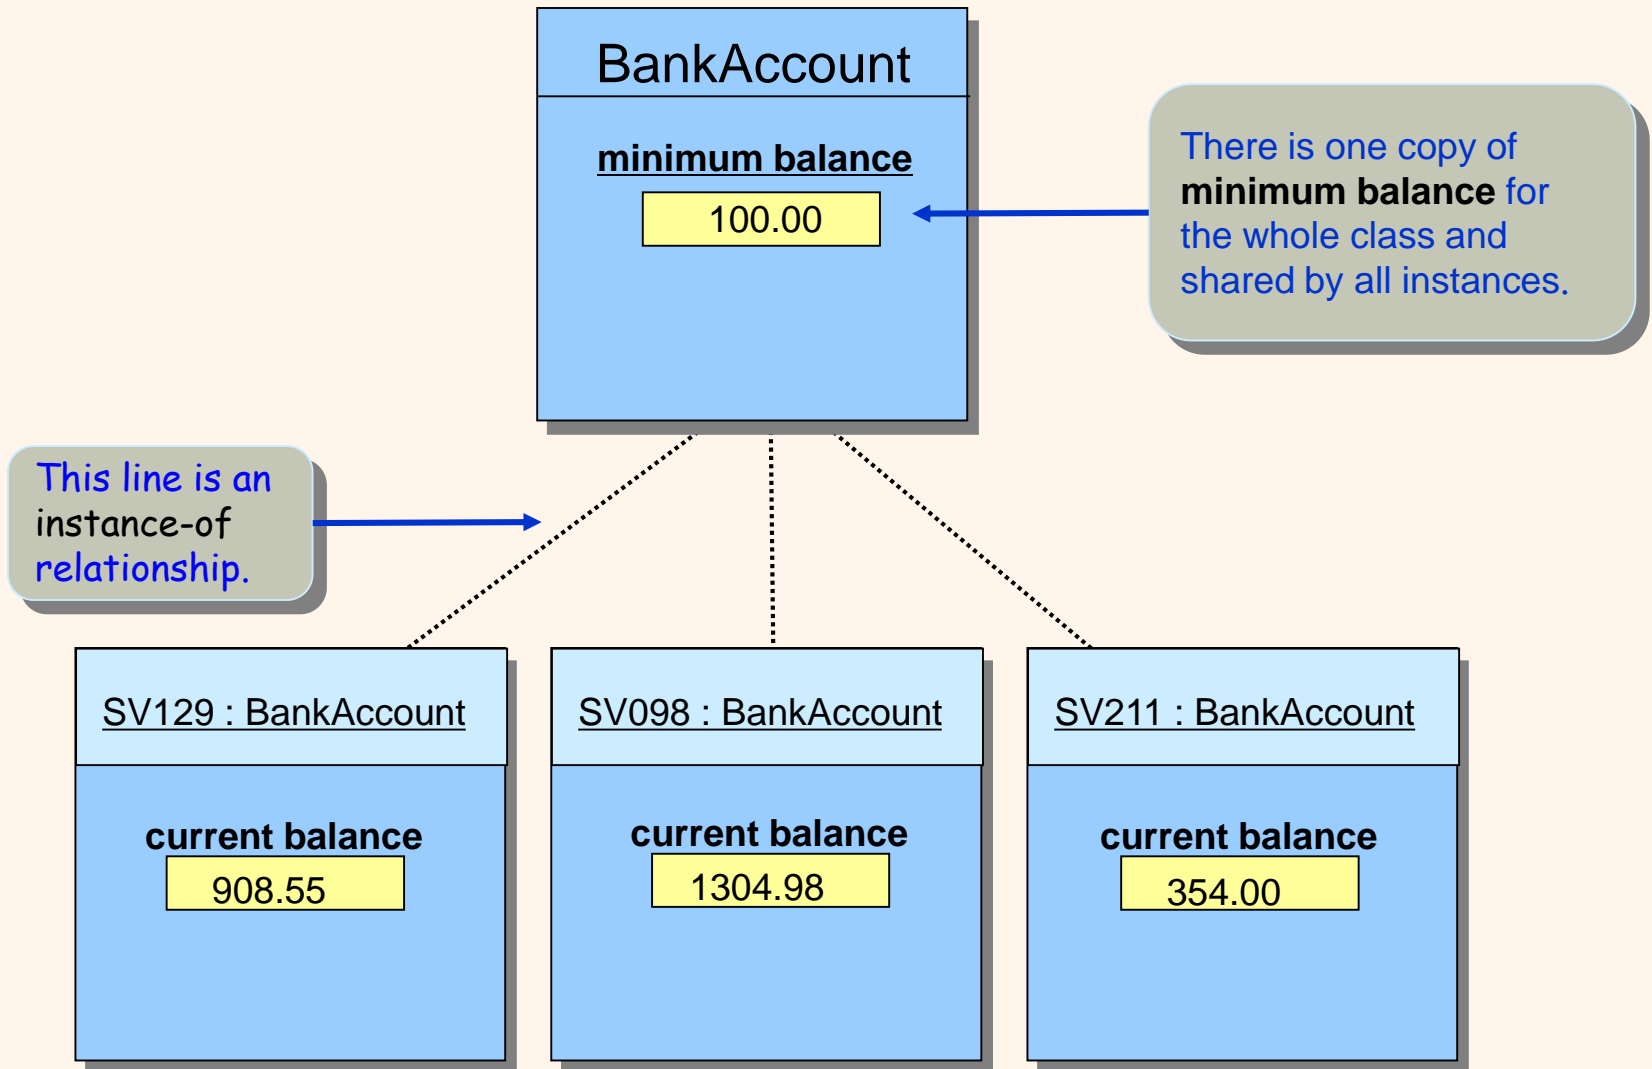 BankAccount
minimum balance
100.00
There is one copy of
minimum balance for
the whole class and
shared by all instances.
This line is an
instance-of
relationship.
SV129 : BankAccount
current balance
908.55
SV098 : BankAccount
current balance
1304.98
SV211 : BankAccount
current balance
354.00